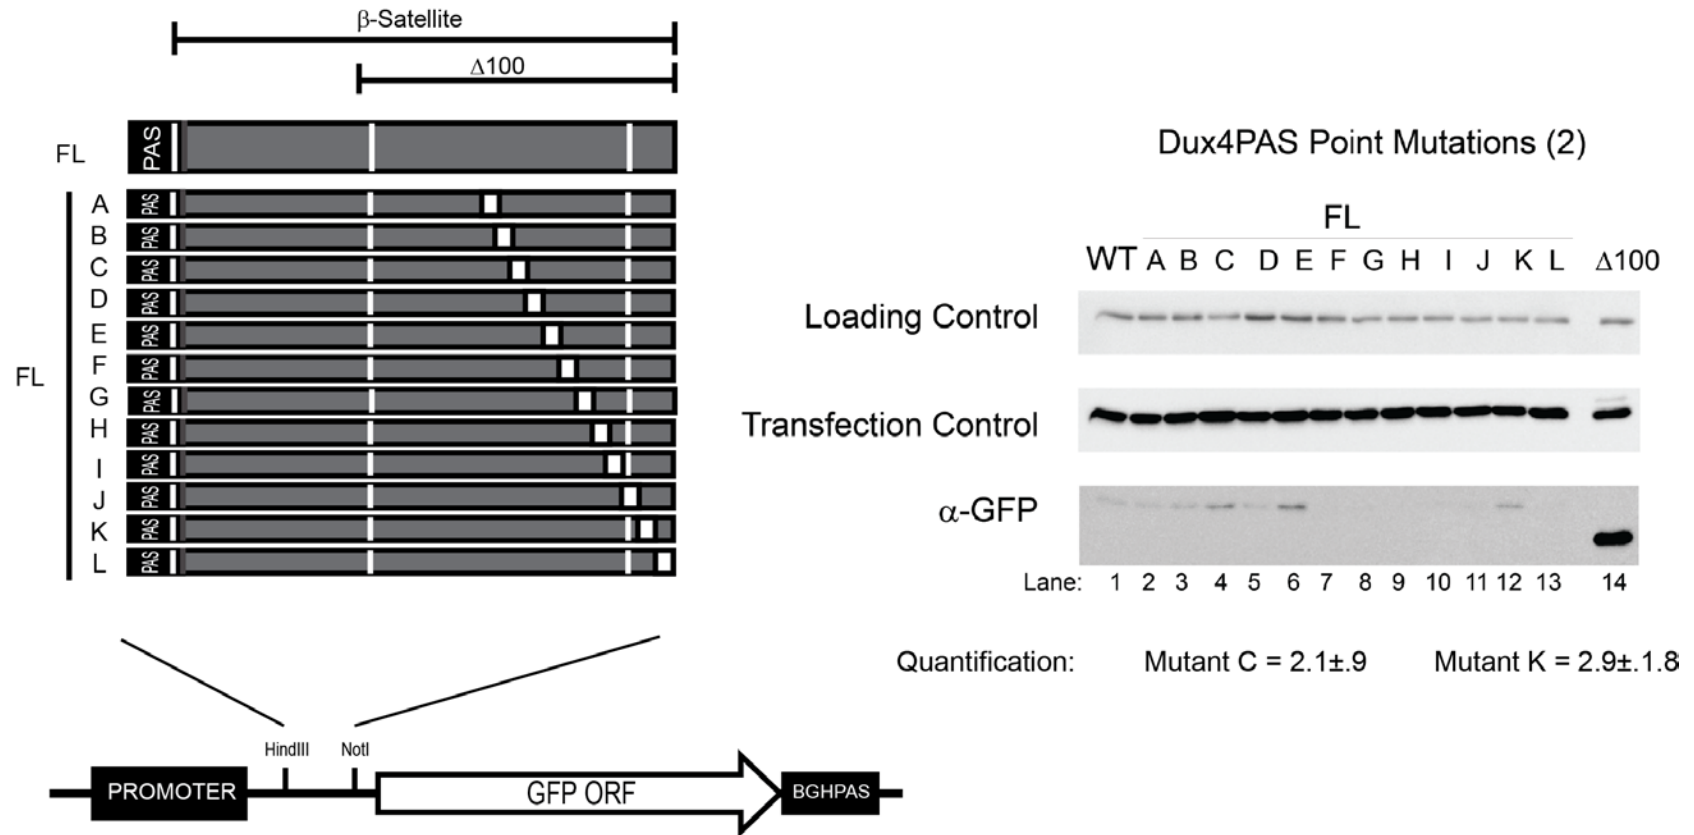 β-Satellite
Δ100
FL
PAS
FL
A PAS
B PAS
C PAS
D PAS
E PAS
F PAS
G PAS
H PAS
I PAS
J PAS
K PAS
L PAS
HindIII NotI
PROMOTER GFP ORF BGHPAS
Dux4PAS Point Mutations (2)
FL
WT A B C D E F G H I J K L Δ100
Loading Control
Transfection Control
α-GFP
Lane: 1 2 3 4 5 6 7 8 9 10 11 12 13 14
Quantification: Mutant C = 2.1±.9 Mutant K = 2.9±.1.8